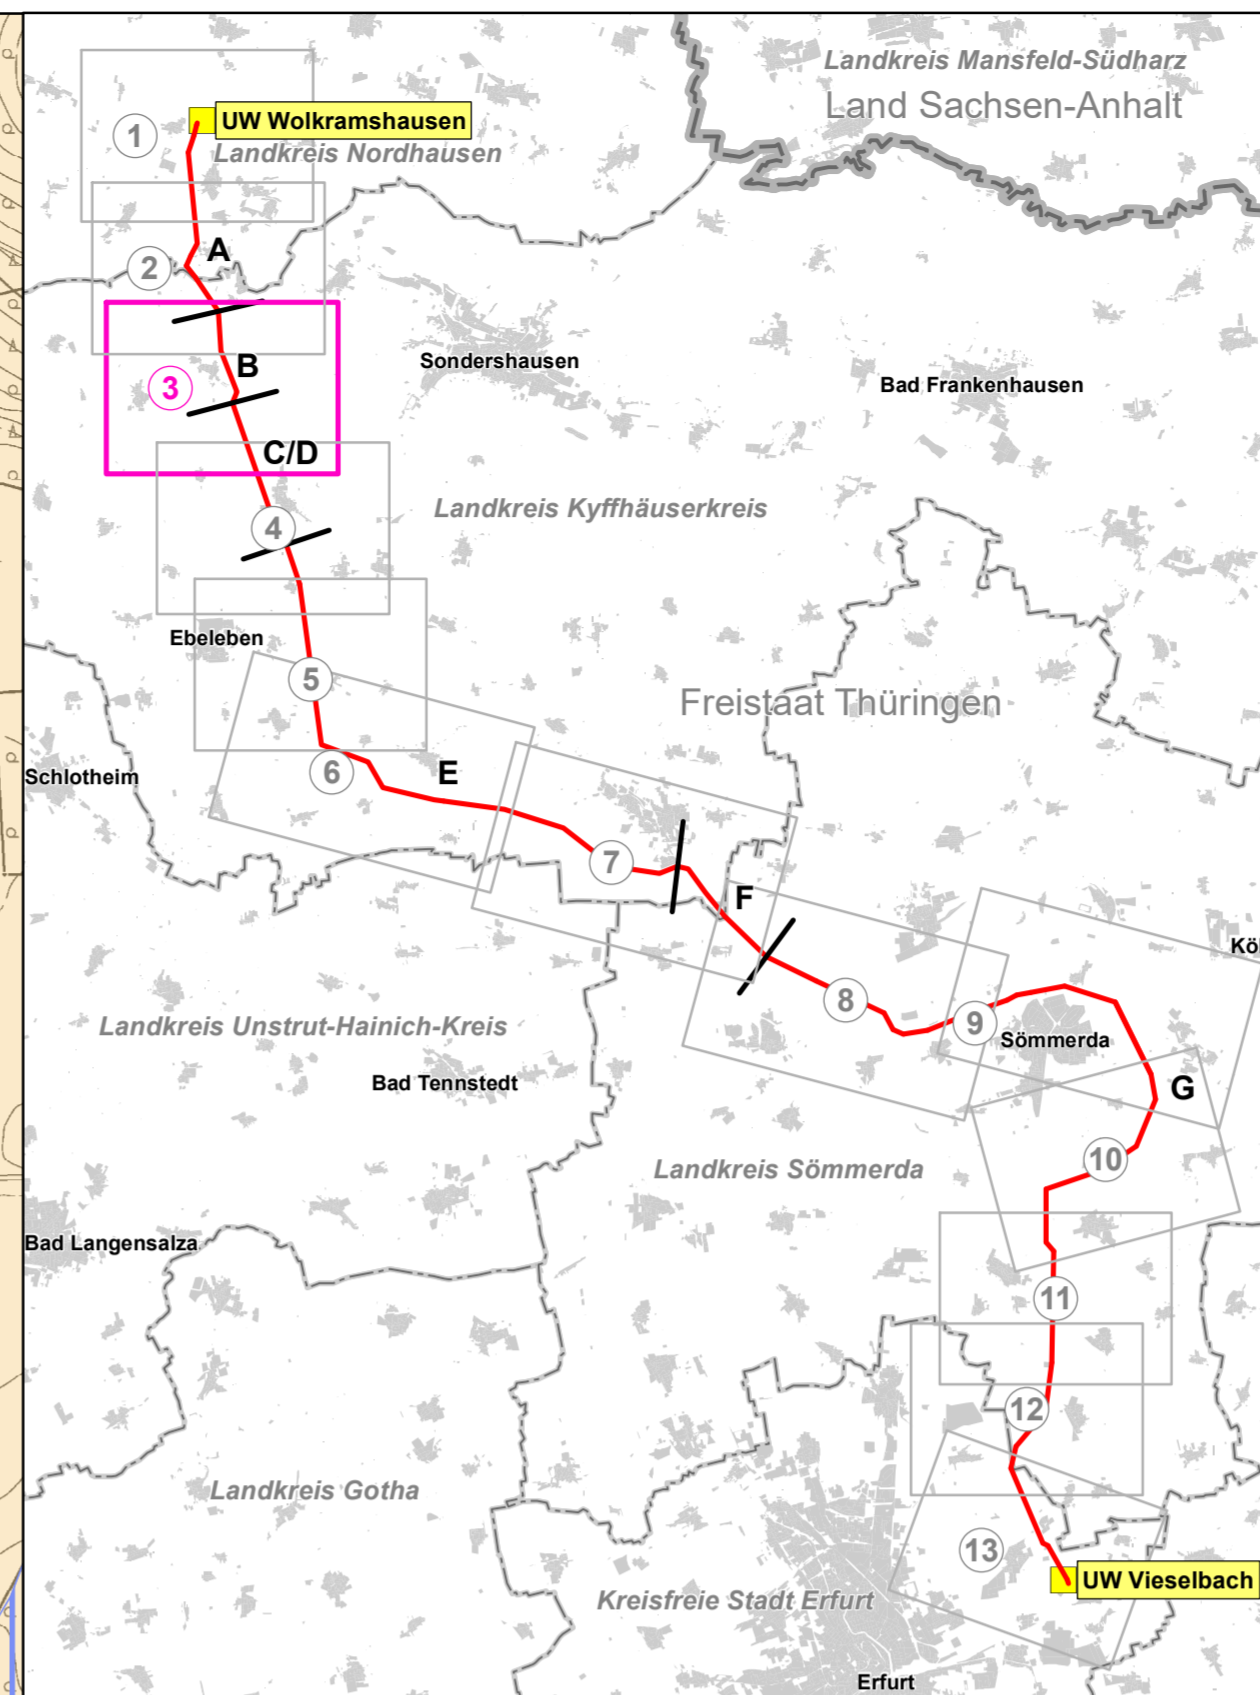 Landkreis Mansfeld-Südharz
Land Sachsen-Anhalt
UW Wolkramshausen
1
Landkreis Nordhausen
A
2
Sondershausen
B
3
Bad Frankenhausen
C/D
Landkreis Kyffhäuserkreis
4
Ebeleben
5
Freistaat Thüringen
Schlotheim
6
E
7
F
Kö
8
9
Landkreis Unstrut-Hainich-Kreis
Sömmerda
Bad Tennstedt
G
10
Landkreis Sömmerda
Bad Langensalza
11
12
Landkreis Gotha
13
UW Vieselbach
Kreisfreie Stadt Erfurt
Erfurt